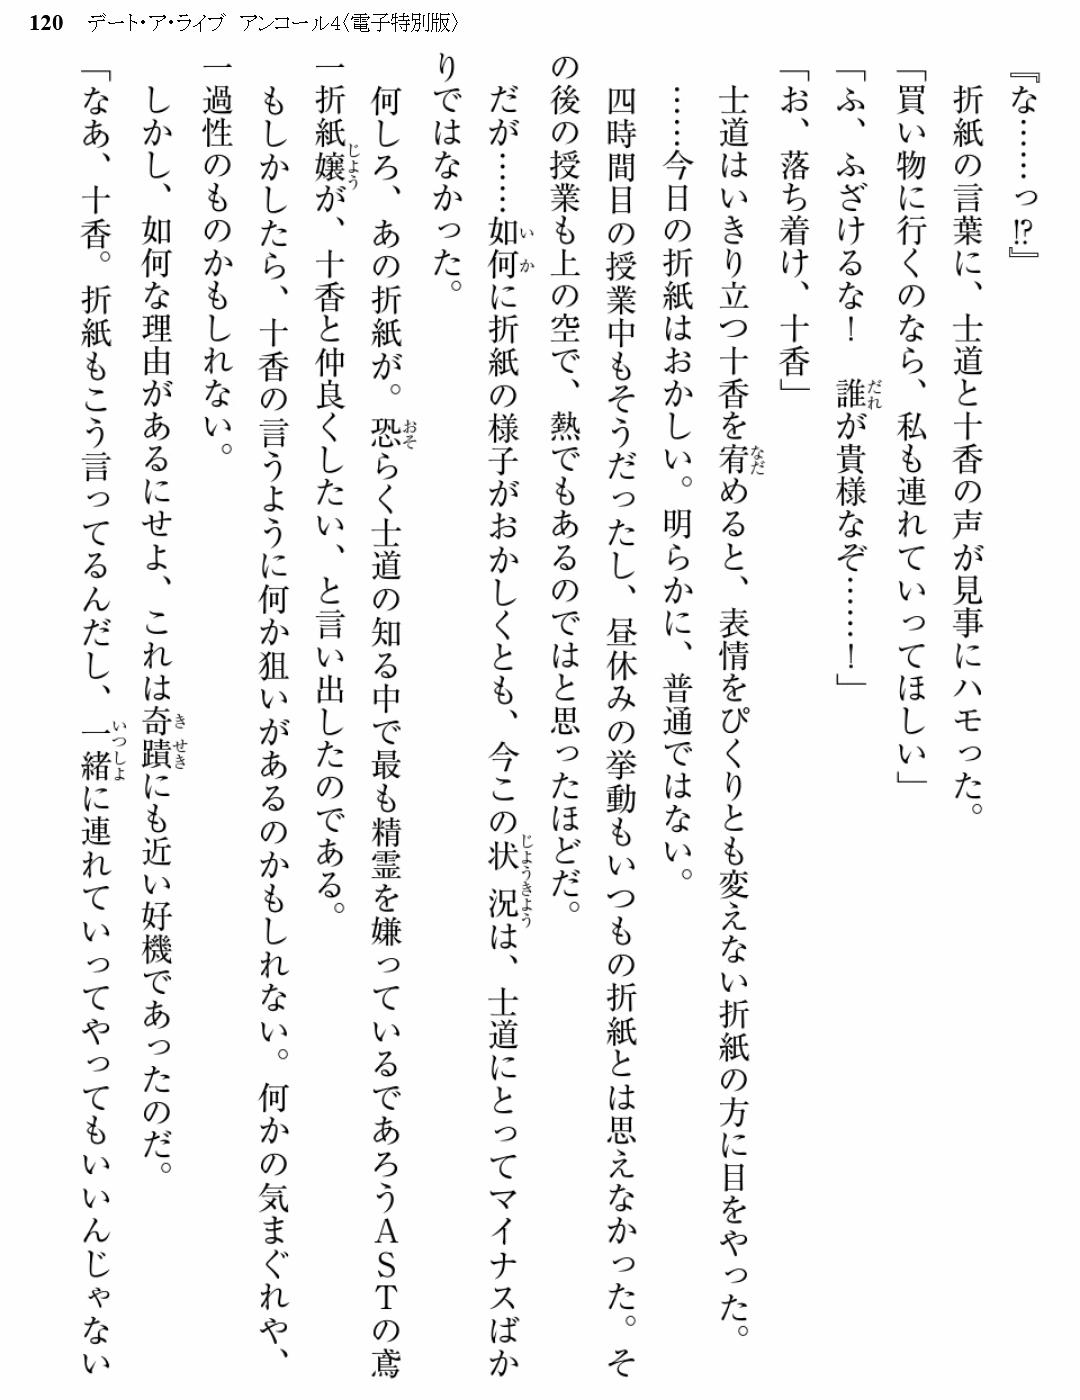 120 デート・ア・ライブ アンコール4〈電子特別版〉
『な……っ!?』
　折紙の言葉に、士道と十香の声が見事にハモった。
「買い物に行くのなら、私も連れていってほしい」
「ふ、ふざけるな！　誰が貴様なぞ………！」
「お、落ち着け、十香」
　士道はいきり立つ十香を宥めると、表情をぴくりとも変えない折紙の方に目をやった。
　……今日の折紙はおかしい。明らかに、普通ではない。
　四時間目の授業中もそうだったし、昼休みの挙動もいつもの折紙とは思えなかった。そ
の後の授業も上の空で、熱でもあるのではと思ったほどだ。
　だが……如何に折紙の様子がおかしくとも、今この状況は、士道にとってマイナスばか
りではなかった。
　何しろ、あの折紙が。恐らく士道の知る中で最も精霊を嫌っているであろうＡＳＴの鳶
一折紙嬢が、十香と仲良くしたい、と言い出したのである。
　もしかしたら、十香の言うように何か狙いがあるのかもしれない。何かの気まぐれや、
一過性のものかもしれない。
　しかし、如何な理由があるにせよ、これは奇蹟にも近い好機であったのだ。
「なあ、十香。折紙もこう言ってるんだし、一緒に連れていってやってもいいんじゃない